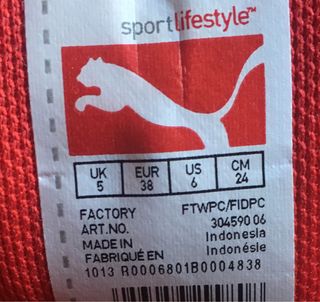 sportlifestyle™
UK EUR US CM
5 38 6 24
FACTORY FTWPC/FIDPC
ART.NO. 304590 06
MADE IN Indonesia
FABRIQUÉ EN Indonésie
1013 R0006801B0004838